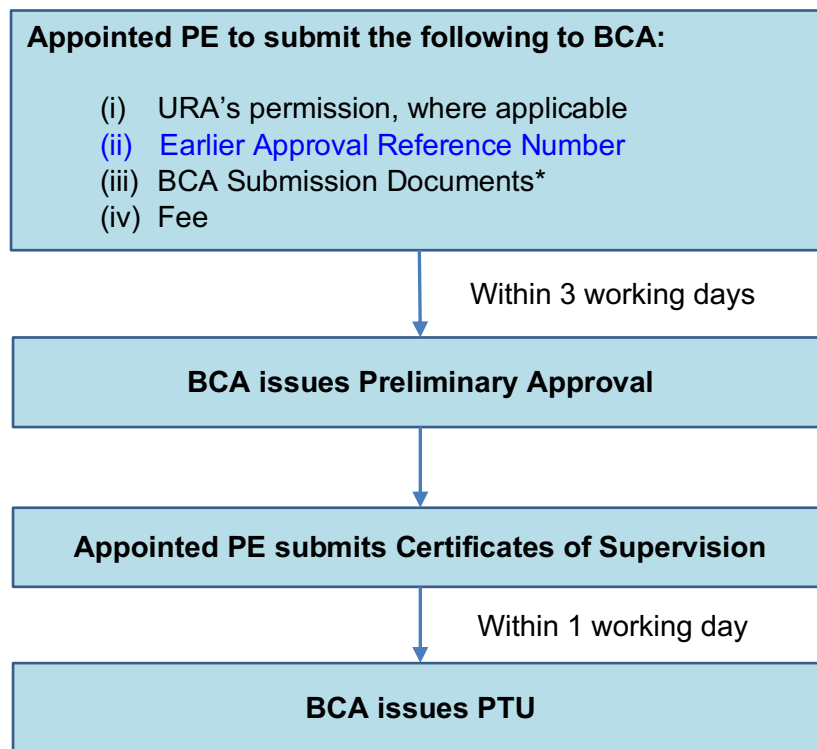 Appointed PE to submit the following to BCA:
(i) URA’s permission, where applicable
(ii) Earlier Approval Reference Number
(iii) BCA Submission Documents*
(iv) Fee
Within 3 working days
BCA issues Preliminary Approval
Appointed PE submits Certificates of Supervision
Within 1 working day
BCA issues PTU